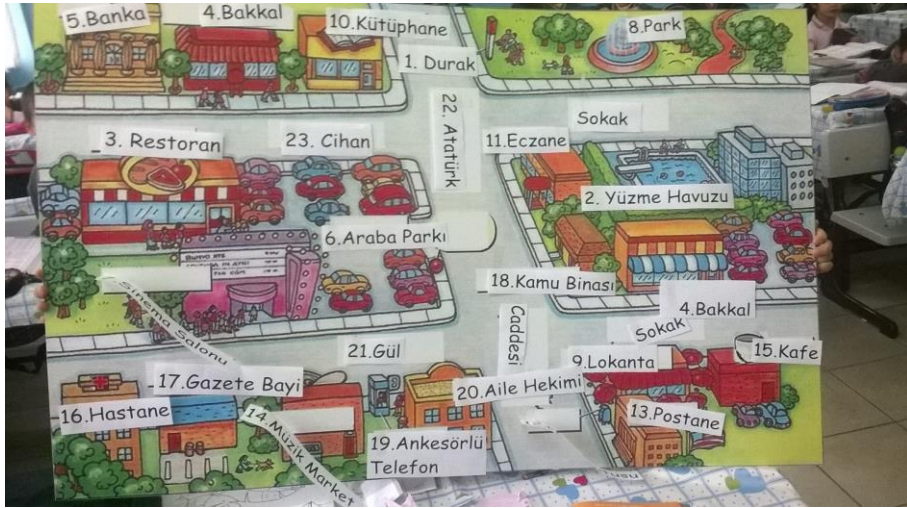 5.Banka
4.Bakkal
10.Kütüphane
8.Park
1. Durak
22. Atatürk
Sokak
3. Restoran
23. Cihan
11.Eczane
2. Yüzme Havuzu
6.Araba Parkı
18.Kamu Binası
4.Bakkal
Sinema Salonu
Caddesi
Sokak
21.Gül
9.Lokanta
15.Kafe
17.Gazete Bayi
20.Aile Hekimi
16.Hastane
14.Müzik Market
13.Postane
19.Ankesörlü
Telefon